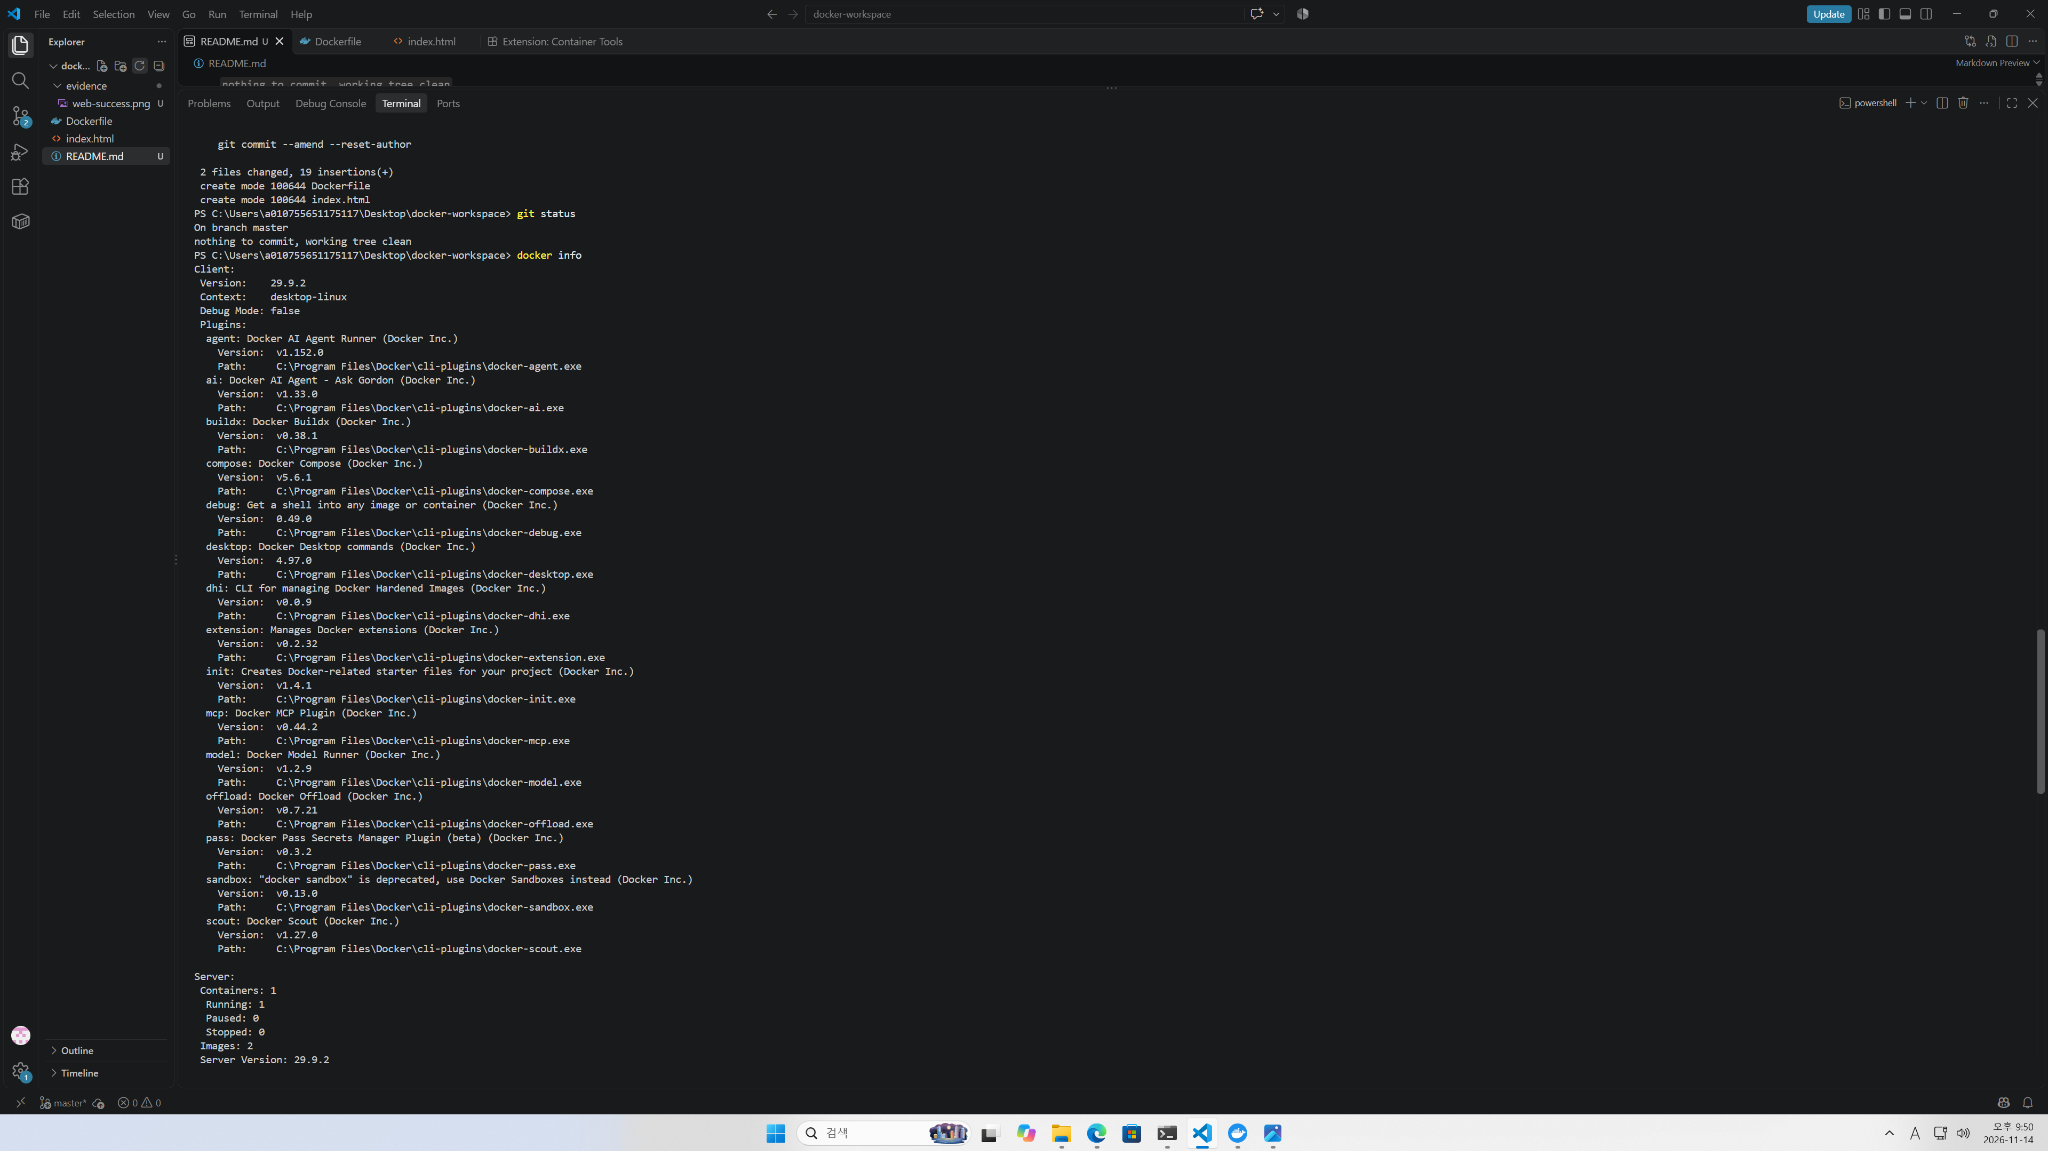 File Edit Selection View Go Run Terminal Help
docker-workspace
Update
Explorer
README.md U
Dockerfile
index.html
Extension: Container Tools
dock...
README.md
Markdown Preview
evidence
nothing to commit, working tree clean
web-success.png U
Problems Output Debug Console Terminal Ports
powershell
Dockerfile
index.html
README.md U
git commit --amend --reset-author
2 files changed, 19 insertions(+)
create mode 100644 Dockerfile
create mode 100644 index.html
PS C:\Users\a010755651175117\Desktop\docker-workspace> git status
On branch master
nothing to commit, working tree clean
PS C:\Users\a010755651175117\Desktop\docker-workspace> docker info
Client:
Version: 29.9.2
Context: desktop-linux
Debug Mode: false
Plugins:
agent: Docker AI Agent Runner (Docker Inc.)
Version: v1.152.0
Path: C:\Program Files\Docker\cli-plugins\docker-agent.exe
ai: Docker AI Agent - Ask Gordon (Docker Inc.)
Version: v1.33.0
Path: C:\Program Files\Docker\cli-plugins\docker-ai.exe
buildx: Docker Buildx (Docker Inc.)
Version: v0.38.1
Path: C:\Program Files\Docker\cli-plugins\docker-buildx.exe
compose: Docker Compose (Docker Inc.)
Version: v5.6.1
Path: C:\Program Files\Docker\cli-plugins\docker-compose.exe
debug: Get a shell into any image or container (Docker Inc.)
Version: 0.49.0
Path: C:\Program Files\Docker\cli-plugins\docker-debug.exe
desktop: Docker Desktop commands (Docker Inc.)
Version: 4.97.0
Path: C:\Program Files\Docker\cli-plugins\docker-desktop.exe
dhi: CLI for managing Docker Hardened Images (Docker Inc.)
Version: v0.0.9
Path: C:\Program Files\Docker\cli-plugins\docker-dhi.exe
extension: Manages Docker extensions (Docker Inc.)
Version: v0.2.32
Path: C:\Program Files\Docker\cli-plugins\docker-extension.exe
init: Creates Docker-related starter files for your project (Docker Inc.)
Version: v1.4.1
Path: C:\Program Files\Docker\cli-plugins\docker-init.exe
mcp: Docker MCP Plugin (Docker Inc.)
Version: v0.44.2
Path: C:\Program Files\Docker\cli-plugins\docker-mcp.exe
model: Docker Model Runner (Docker Inc.)
Version: v1.2.9
Path: C:\Program Files\Docker\cli-plugins\docker-model.exe
offload: Docker Offload (Docker Inc.)
Version: v0.7.21
Path: C:\Program Files\Docker\cli-plugins\docker-offload.exe
pass: Docker Pass Secrets Manager Plugin (beta) (Docker Inc.)
Version: v0.3.2
Path: C:\Program Files\Docker\cli-plugins\docker-pass.exe
sandbox: "docker sandbox" is deprecated, use Docker Sandboxes instead (Docker Inc.)
Version: v0.13.0
Path: C:\Program Files\Docker\cli-plugins\docker-sandbox.exe
scout: Docker Scout (Docker Inc.)
Version: v1.27.0
Path: C:\Program Files\Docker\cli-plugins\docker-scout.exe
Server:
Containers: 1
Running: 1
Paused: 0
Stopped: 0
Images: 2
Server Version: 29.9.2
Outline
Timeline
2
1
master* 0 0
검색
A
오후 9:50
2026-11-14